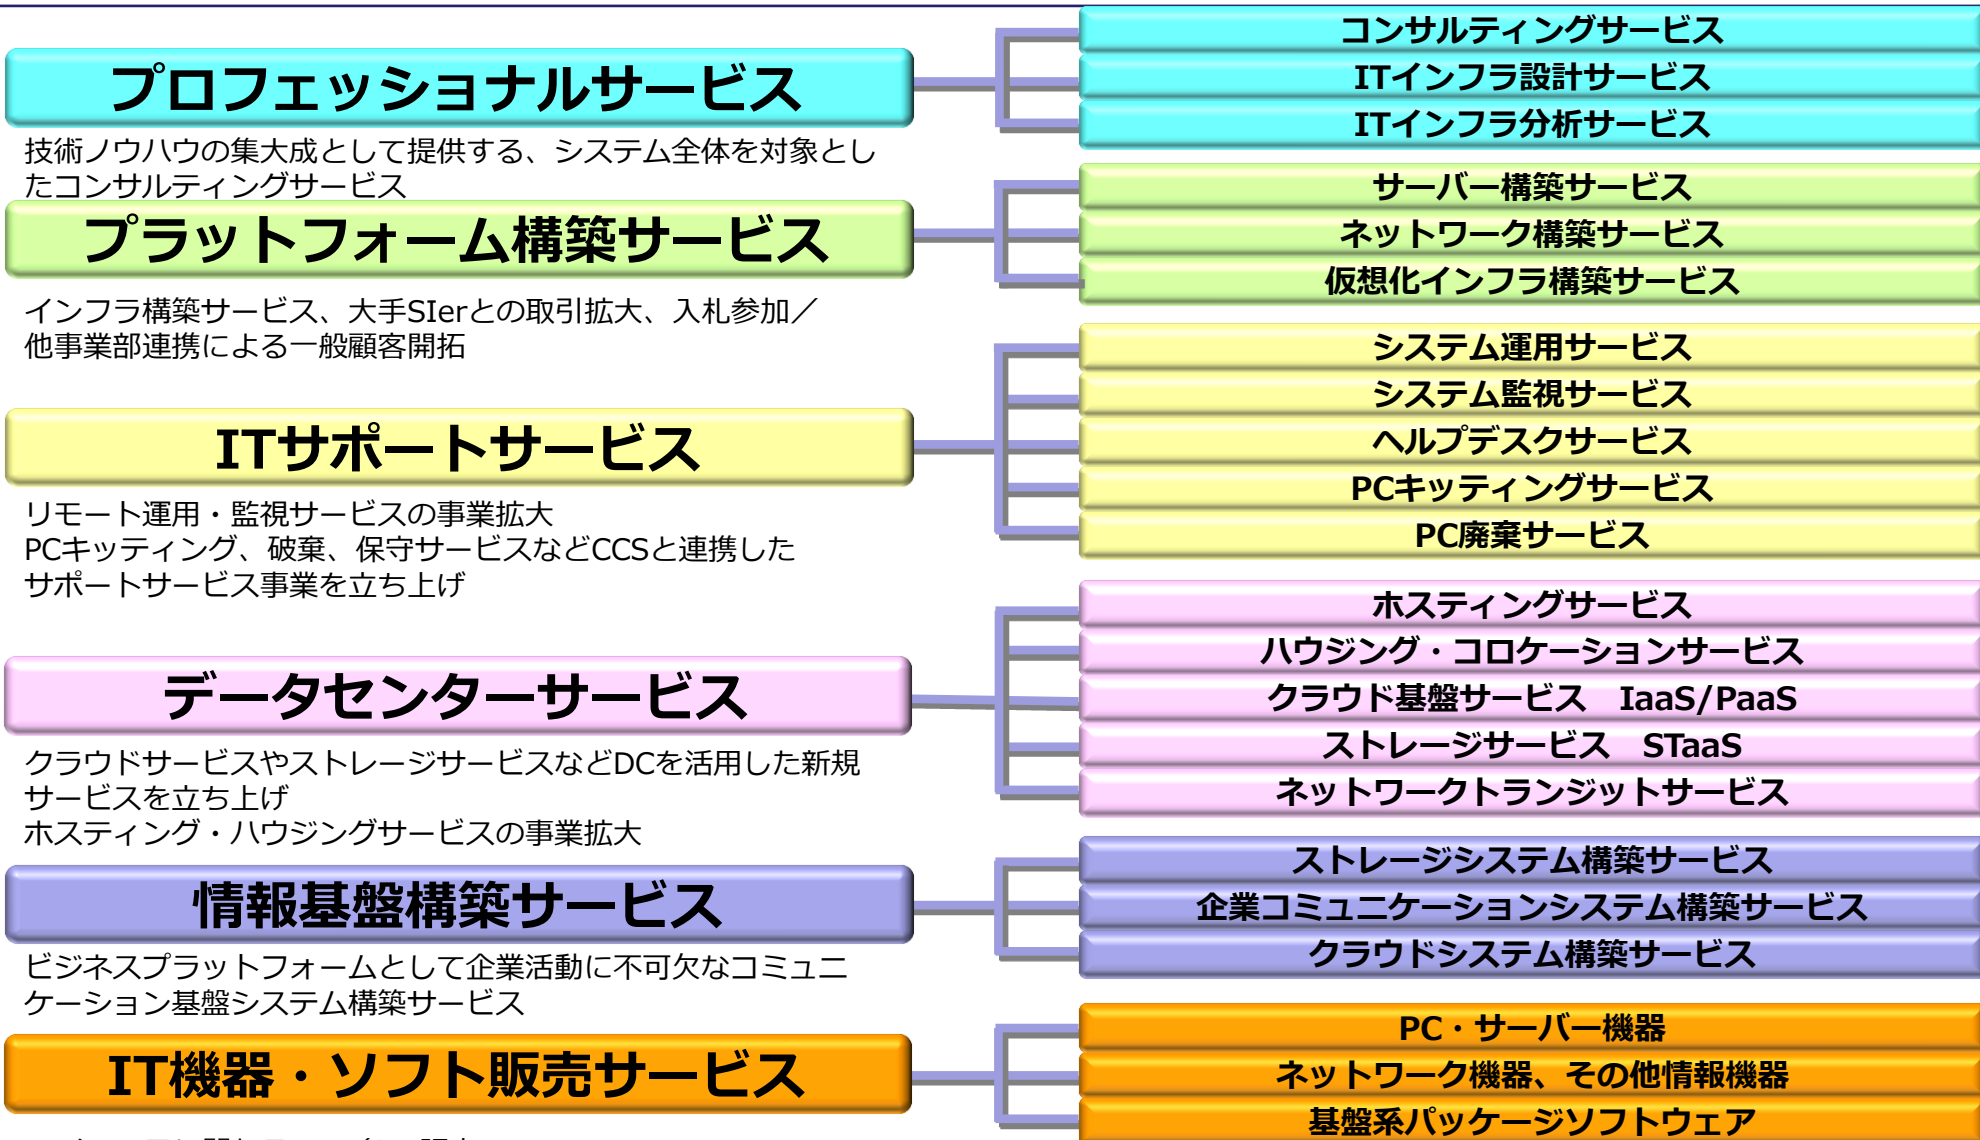 プロフェッショナルサービス
技術ノウハウの集大成として提供する、システム全体を対象とし
たコンサルティングサービス
コンサルティングサービス
ITインフラ設計サービス
ITインフラ分析サービス
プラットフォーム構築サービス
インフラ構築サービス、大手SIerとの取引拡大、入札参加／
他事業部連携による一般顧客開拓
サーバー構築サービス
ネットワーク構築サービス
仮想化インフラ構築サービス
ITサポートサービス
リモート運用・監視サービスの事業拡大
PCキッティング、破棄、保守サービスなどCCSと連携した
サポートサービス事業を立ち上げ
システム運用サービス
システム監視サービス
ヘルプデスクサービス
PCキッティングサービス
PC廃棄サービス
データセンターサービス
クラウドサービスやストレージサービスなどDCを活用した新規
サービスを立ち上げ
ホスティング・ハウジングサービスの事業拡大
ホスティングサービス
ハウジング・コロケーションサービス
クラウド基盤サービス　IaaS/PaaS
ストレージサービス　STaaS
ネットワークトランジットサービス
情報基盤構築サービス
ビジネスプラットフォームとして企業活動に不可欠なコミュニ
ケーション基盤システム構築サービス
ストレージシステム構築サービス
企業コミュニケーションシステム構築サービス
クラウドシステム構築サービス
IT機器・ソフト販売サービス
PC・サーバー機器
ネットワーク機器、その他情報機器
基盤系パッケージソフトウェア